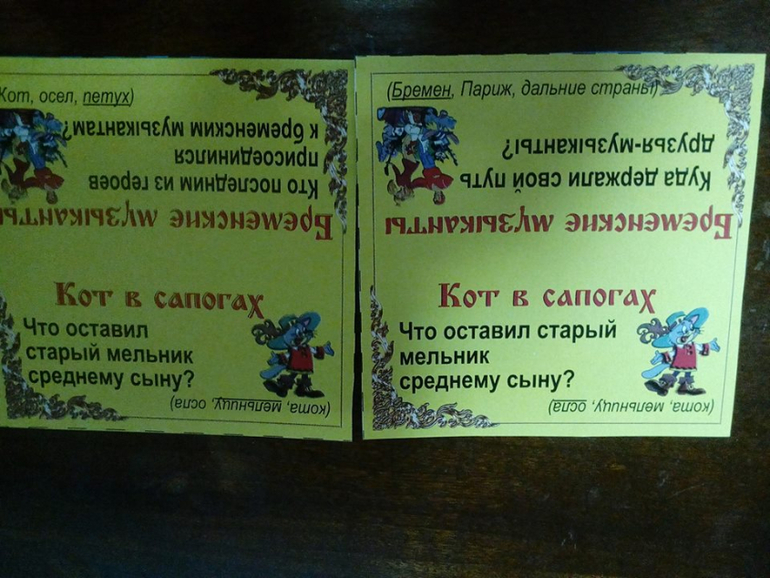 Кот, осел, петух)
Бременские музыканты
Кто последним из героев
присоединился
к бременским музыкантам?
Кот в сапогах
Что оставил
старый мельник
среднему сыну?
(кота, мельницу, осла)
(Бремен, Париж, дальние страны)
Бременские музыканты
Куда держали свой путь
друзья-музыканты?
Кот в сапогах
Что оставил старый
мельник
среднему сыну?
(кота, мельницу, осла)